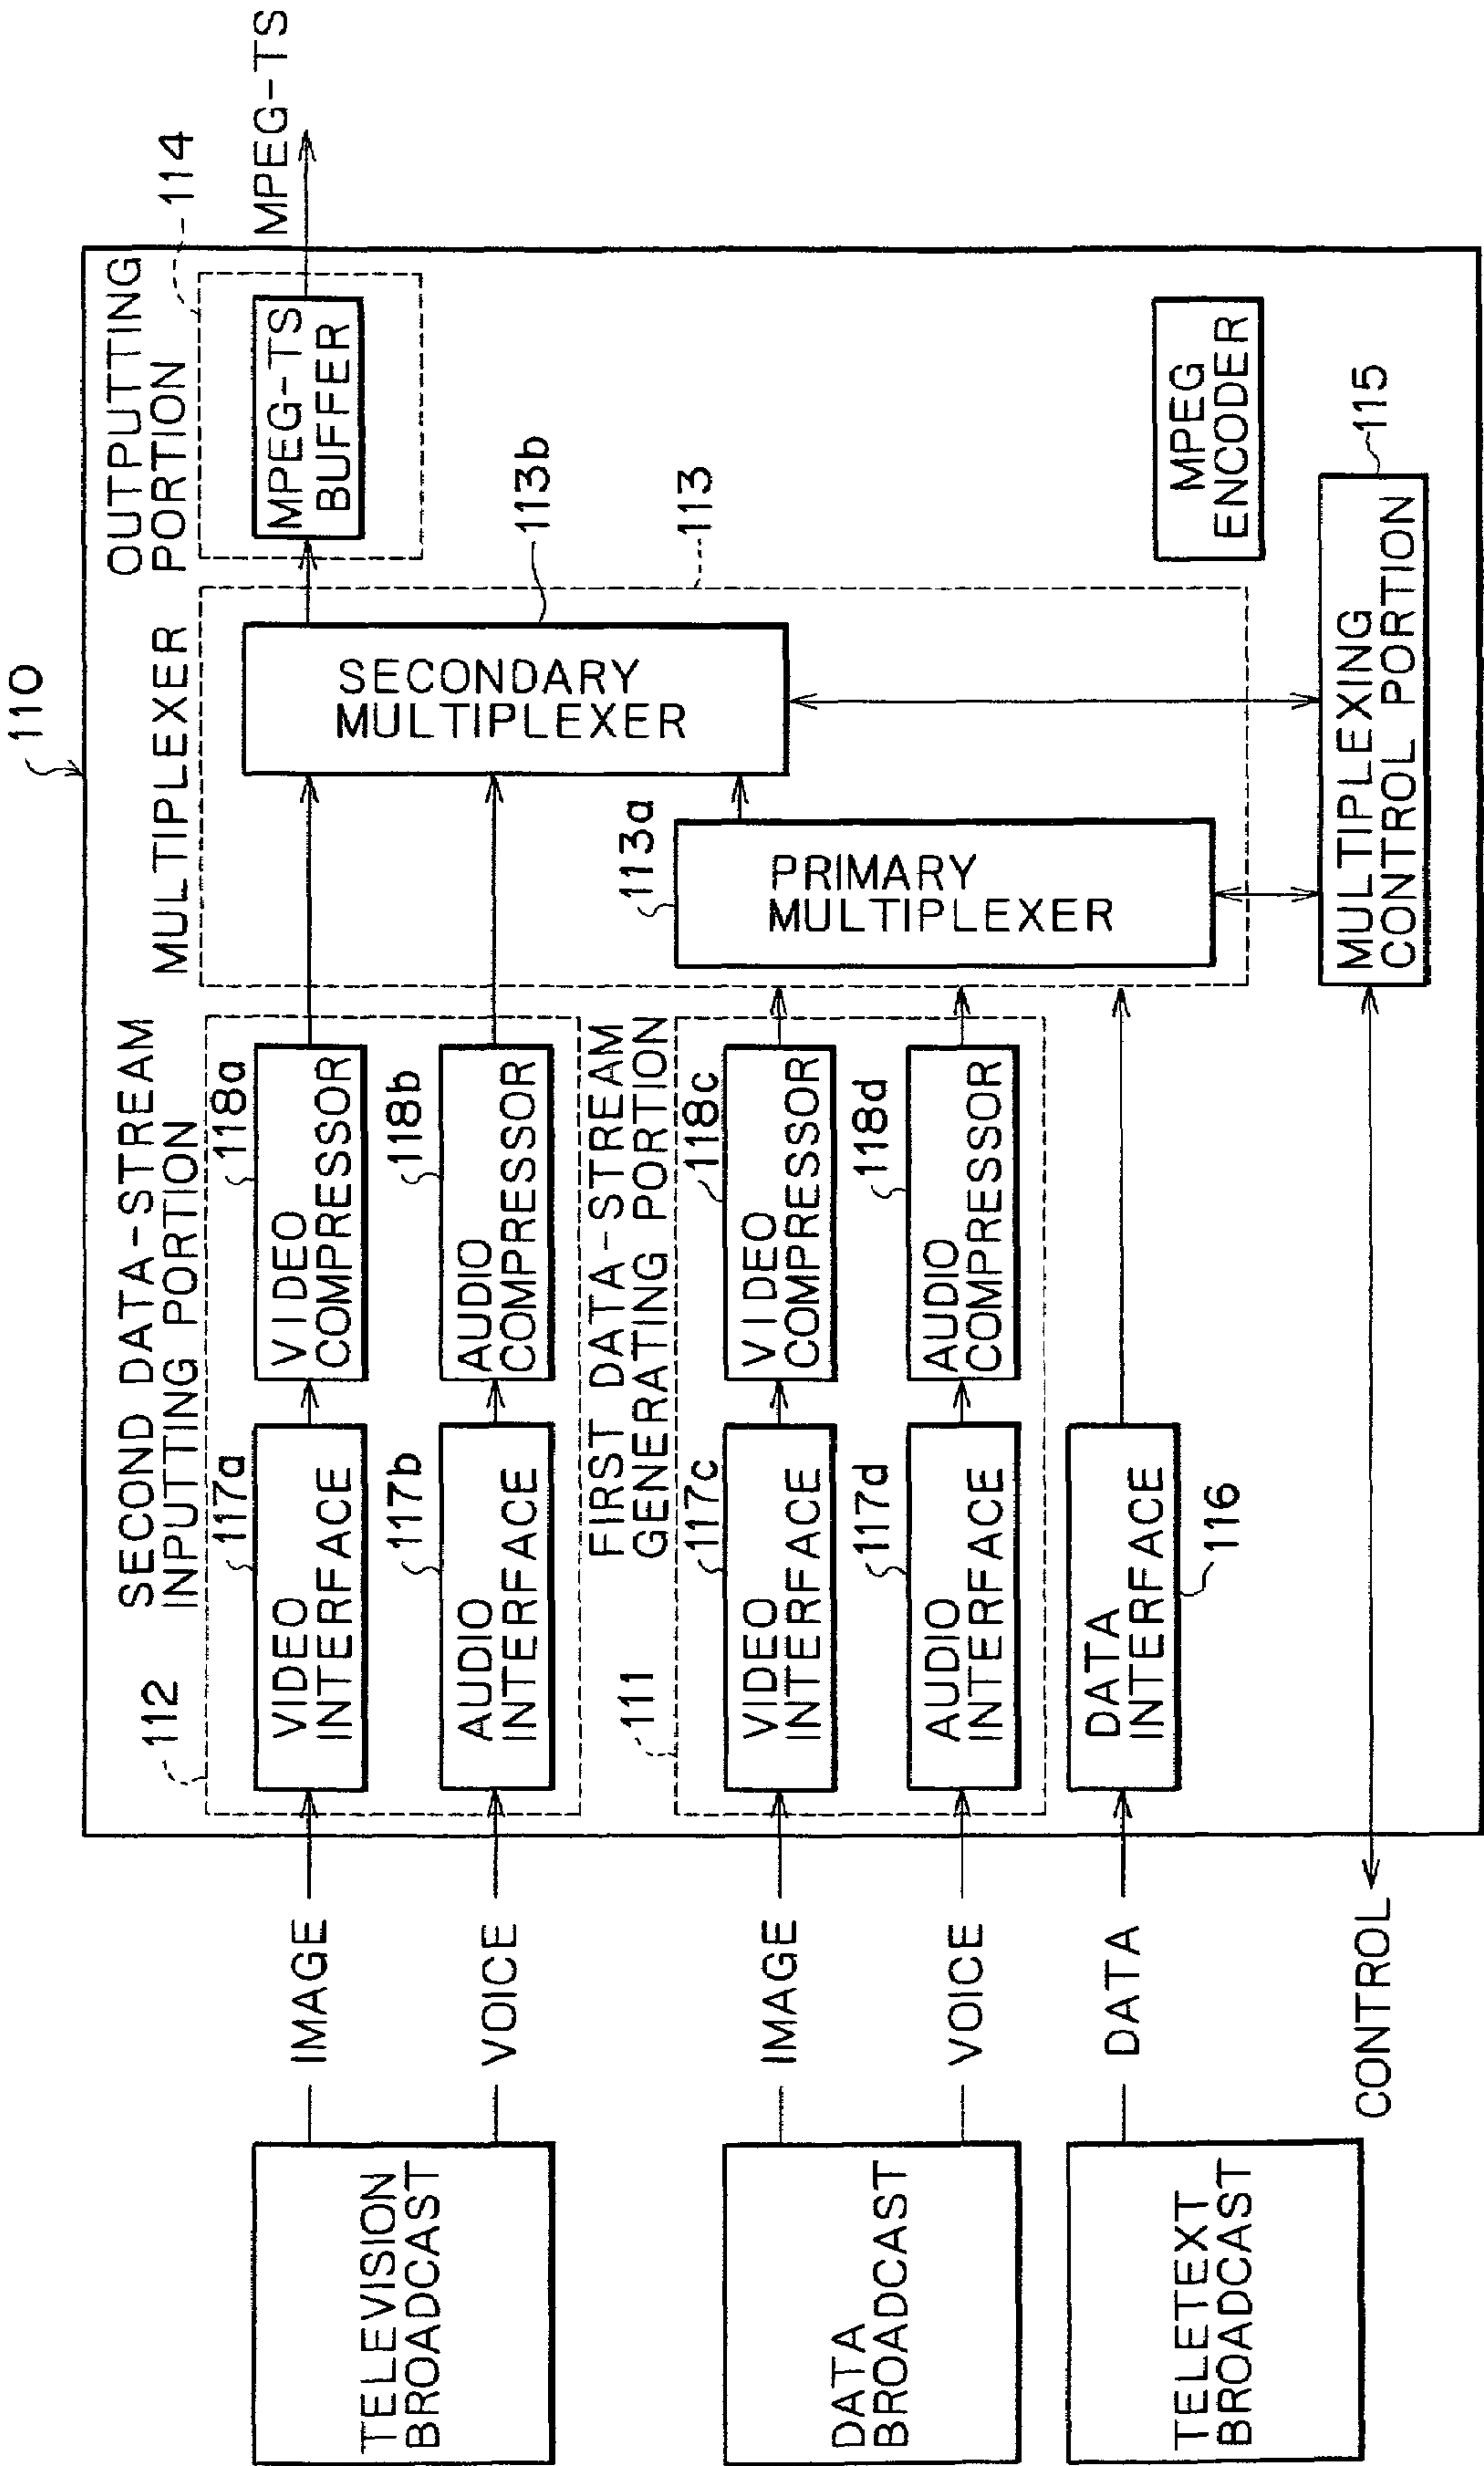 110
SECOND DATA-STREAM
INPUTTING PORTION
MULTIPLEXER
OUTPUTTING
PORTION
112
117a
118a
114
TELEVISION
BROADCAST
IMAGE
VIDEO
INTERFACE
VIDEO
COMPRESSOR
SECONDARY
MULTIPLEXER
MPEG-TS
BUFFER
MPEG-TS
117b
118b
VOICE
AUDIO
INTERFACE
AUDIO
COMPRESSOR
113b
FIRST DATA-STREAM
GENERATING PORTION
111
117c
118c
113a
113
DATA
BROADCAST
IMAGE
VIDEO
INTERFACE
VIDEO
COMPRESSOR
PRIMARY
MULTIPLEXER
117d
118d
VOICE
AUDIO
INTERFACE
AUDIO
COMPRESSOR
TELETEXT
BROADCAST
DATA
DATA
INTERFACE
116
MPEG
ENCODER
CONTROL
MULTIPLEXING
CONTROL PORTION
115